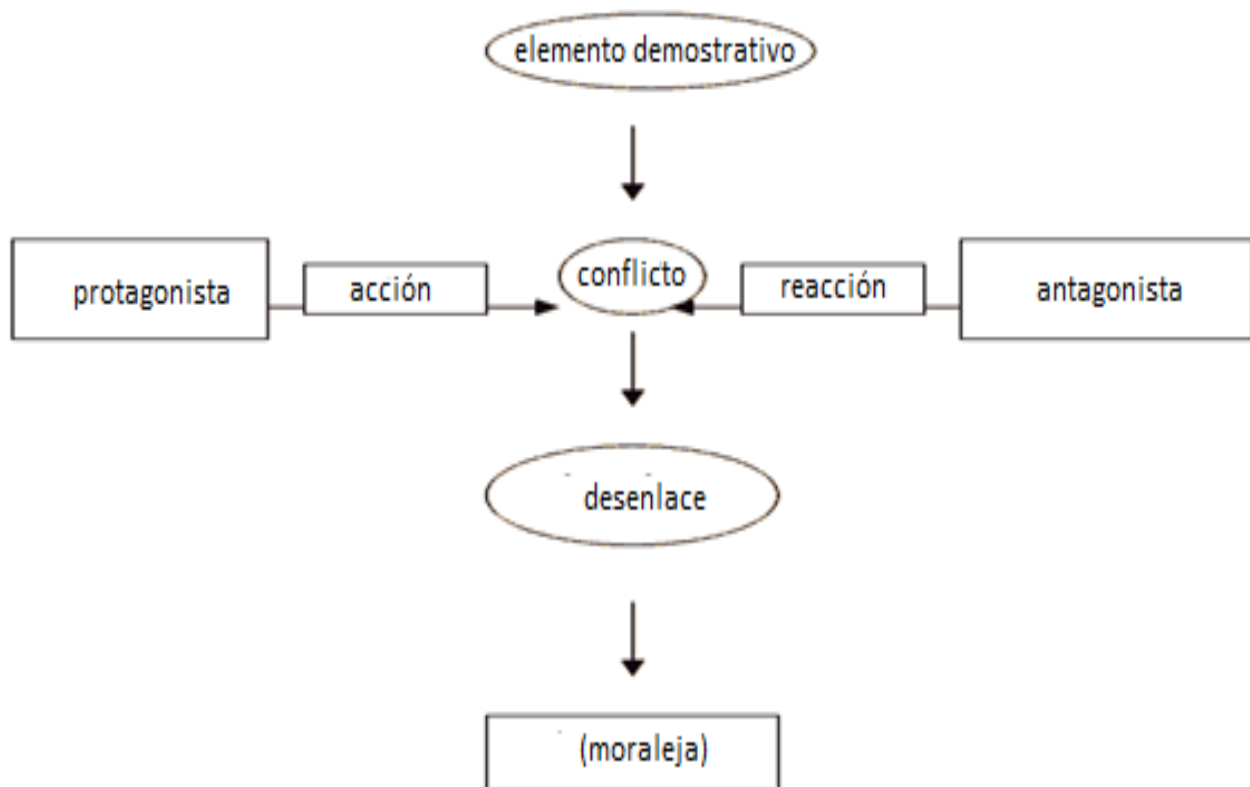 elemento demostrativo
protagonista
acción
conflicto
reacción
antagonista
desenlace
(moraleja)